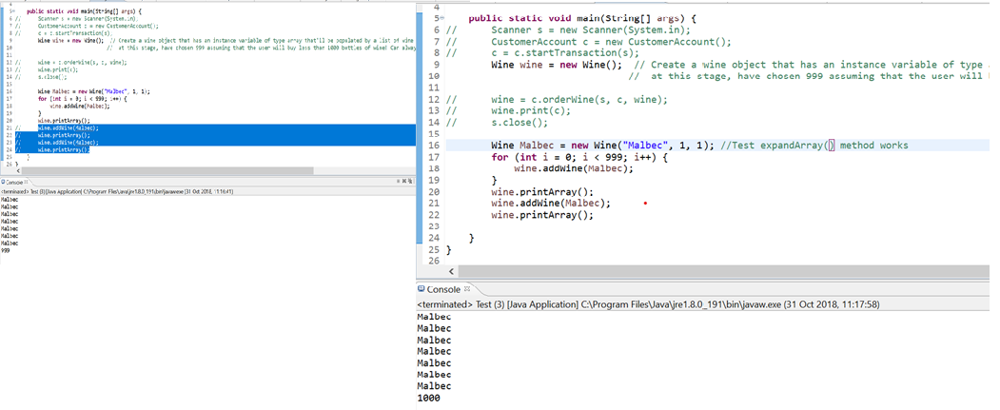 4
5 public static void main(String[] args) {
6 // Scanner s = new Scanner(System.in);
7 // CustomerAccount c = new CustomerAccount();
8 // c = c.startTransaction(s);
9 Wine wine = new Wine(); // Create a wine object that has an instance variable of type array that'll be populated by a list of wine
10 // at this stage, have chosen 999 assuming that the user will buy less than 1000 bottles of wine!
11
12 // wine = c.orderWine(s, c, wine);
13 // wine.print(c);
14 // s.close();
15
16 Wine Malbec = new Wine("Malbec", 1, 1);
17 for (int i = 0; i < 999; i++) {
18 wine.addWine(Malbec);
19 }
20 wine.printArray();
21 // wine.addWine(Malbec);
22 // wine.printArray();
23 // wine.addWine(Malbec);
24 // wine.printArray();
25 }
26 }
Console
<terminated> Test (3) [Java Application] C:\Program Files\Java\jre1.8.0_191\bin\javaw.exe (31 Oct 2018, 11:16:41)
Malbec
Malbec
Malbec
Malbec
Malbec
Malbec
Malbec
999
4
5 public static void main(String[] args) {
6 // Scanner s = new Scanner(System.in);
7 // CustomerAccount c = new CustomerAccount();
8 // c = c.startTransaction(s);
9 Wine wine = new Wine(); // Create a wine object that has an instance variable of type
10 // at this stage, have chosen 999 assuming that the user will
11
12 // wine = c.orderWine(s, c, wine);
13 // wine.print(c);
14 // s.close();
15
16 Wine Malbec = new Wine("Malbec", 1, 1); //Test expandArray() method works
17 for (int i = 0; i < 999; i++) {
18 wine.addWine(Malbec);
19 }
20 wine.printArray();
21 wine.addWine(Malbec);
22 wine.printArray();
23
24 }
25 }
26
Console
<terminated> Test (3) [Java Application] C:\Program Files\Java\jre1.8.0_191\bin\javaw.exe (31 Oct 2018, 11:17:58)
Malbec
Malbec
Malbec
Malbec
Malbec
Malbec
Malbec
1000